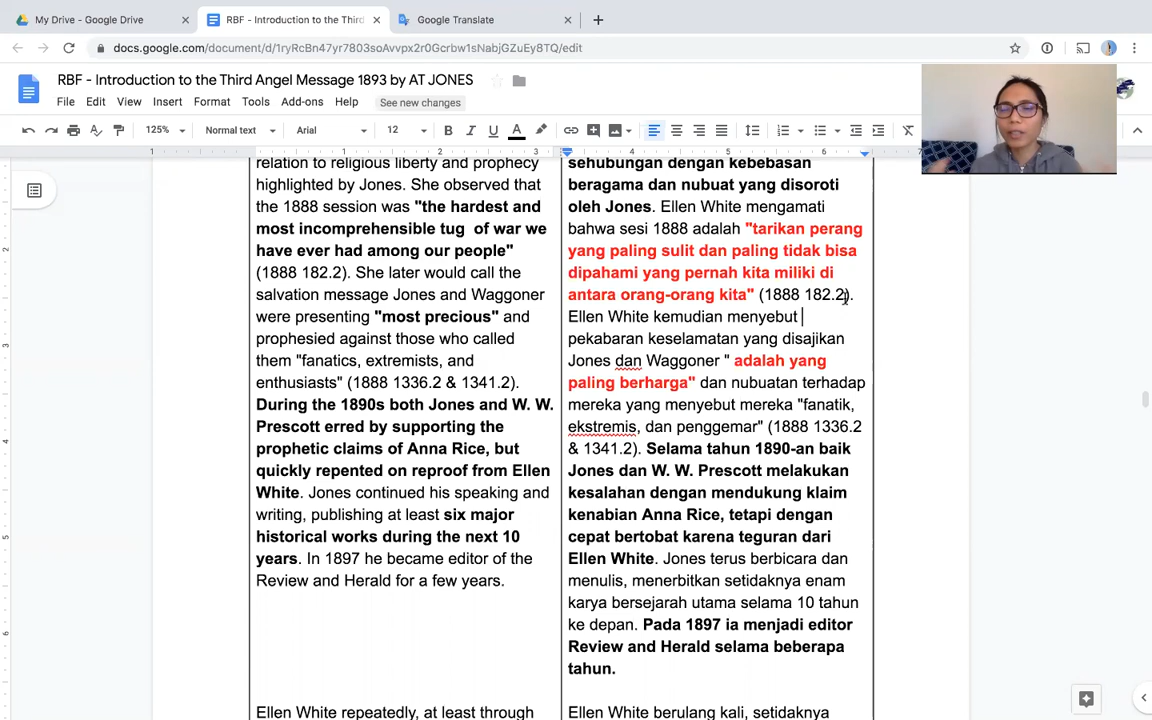 My Drive - Google Drive
RBF - Introduction to the Third
Google Translate
docs.google.com/document/d/1ryRcBn47yr7803soAvvpx2r0Gcrbw1sNabjGZuEy8TQ/edit
RBF - Introduction to the Third Angel Message 1893 by AT JONES
File Edit View Insert Format Tools Add-ons Help See new changes
125% Normal text Arial 12
1 1 2 3 4 5 6 7
relation to religious liberty and prophecy
highlighted by Jones. She observed that
the 1888 session was "the hardest and
most incomprehensible tug of war we
have ever had among our people"
(1888 182.2). She later would call the
salvation message Jones and Waggoner
were presenting "most precious" and
prophesied against those who called
them "fanatics, extremists, and
enthusiasts" (1888 1336.2 & 1341.2).
During the 1890s both Jones and W. W.
Prescott erred by supporting the
prophetic claims of Anna Rice, but
quickly repented on reproof from Ellen
White. Jones continued his speaking and
writing, publishing at least six major
historical works during the next 10
years. In 1897 he became editor of the
Review and Herald for a few years.
Ellen White repeatedly, at least through
sehubungan dengan kebebasan
beragama dan nubuat yang disoroti
oleh Jones. Ellen White mengamati
bahwa sesi 1888 adalah "tarikan perang
yang paling sulit dan paling tidak bisa
dipahami yang pernah kita miliki di
antara orang-orang kita" (1888 182.2).
Ellen White kemudian menyebut
pekabaran keselamatan yang disajikan
Jones dan Waggoner " adalah yang
paling berharga" dan nubuatan terhadap
mereka yang menyebut mereka "fanatik,
ekstremis, dan penggemar" (1888 1336.2
& 1341.2). Selama tahun 1890-an baik
Jones dan W. W. Prescott melakukan
kesalahan dengan mendukung klaim
kenabian Anna Rice, tetapi dengan
cepat bertobat karena teguran dari
Ellen White. Jones terus berbicara dan
menulis, menerbitkan setidaknya enam
karya bersejarah utama selama 10 tahun
ke depan. Pada 1897 ia menjadi editor
Review and Herald selama beberapa
tahun.
Ellen White berulang kali, setidaknya